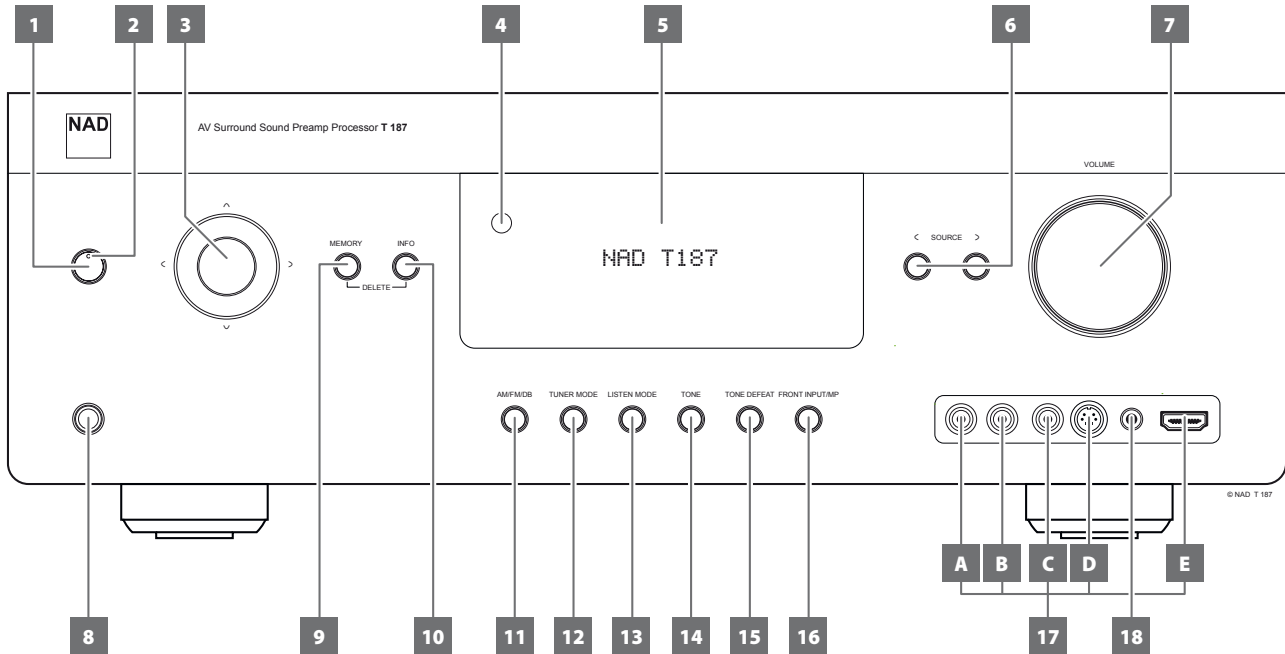 1 2 3 4 5 6 7
NAD
AV Surround Sound Preamp Processor T 187
VOLUME
MEMORY INFO
< SOURCE >
NAD T187
DELETE
AM/FM/DB TUNER MODE LISTEN MODE TONE TONE DEFEAT FRONT INPUT/MP
© NAD T 187
A B C D E
8 9 10 11 12 13 14 15 16 17 18